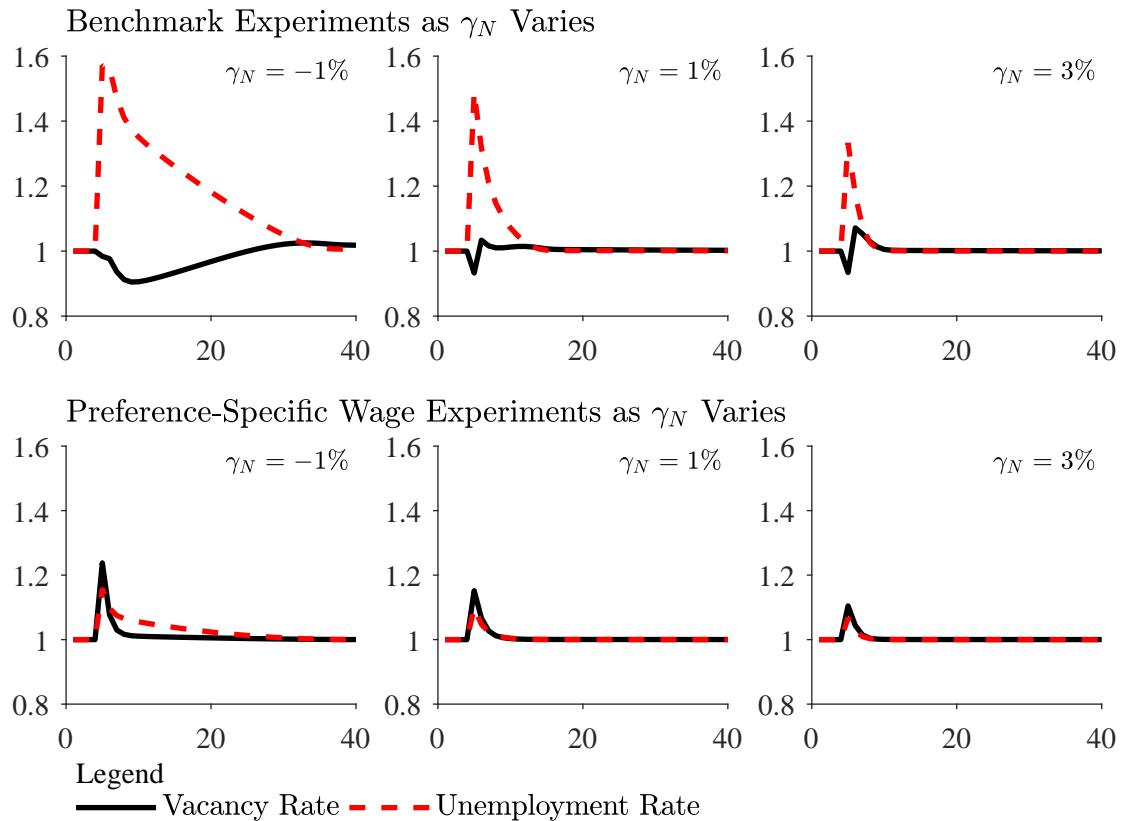 Benchmark Experiments as γ_N Varies
γ_N = −1%
γ_N = 1%
γ_N = 3%
1.6
1.4
1.2
1
0.8
0 20 40
1.6
1.4
1.2
1
0.8
0 20 40
1.6
1.4
1.2
1
0.8
0 20 40
Preference-Specific Wage Experiments as γ_N Varies
γ_N = −1%
γ_N = 1%
γ_N = 3%
1.6
1.4
1.2
1
0.8
0 20 40
1.6
1.4
1.2
1
0.8
0 20 40
1.6
1.4
1.2
1
0.8
0 20 40
Legend
Vacancy Rate Unemployment Rate